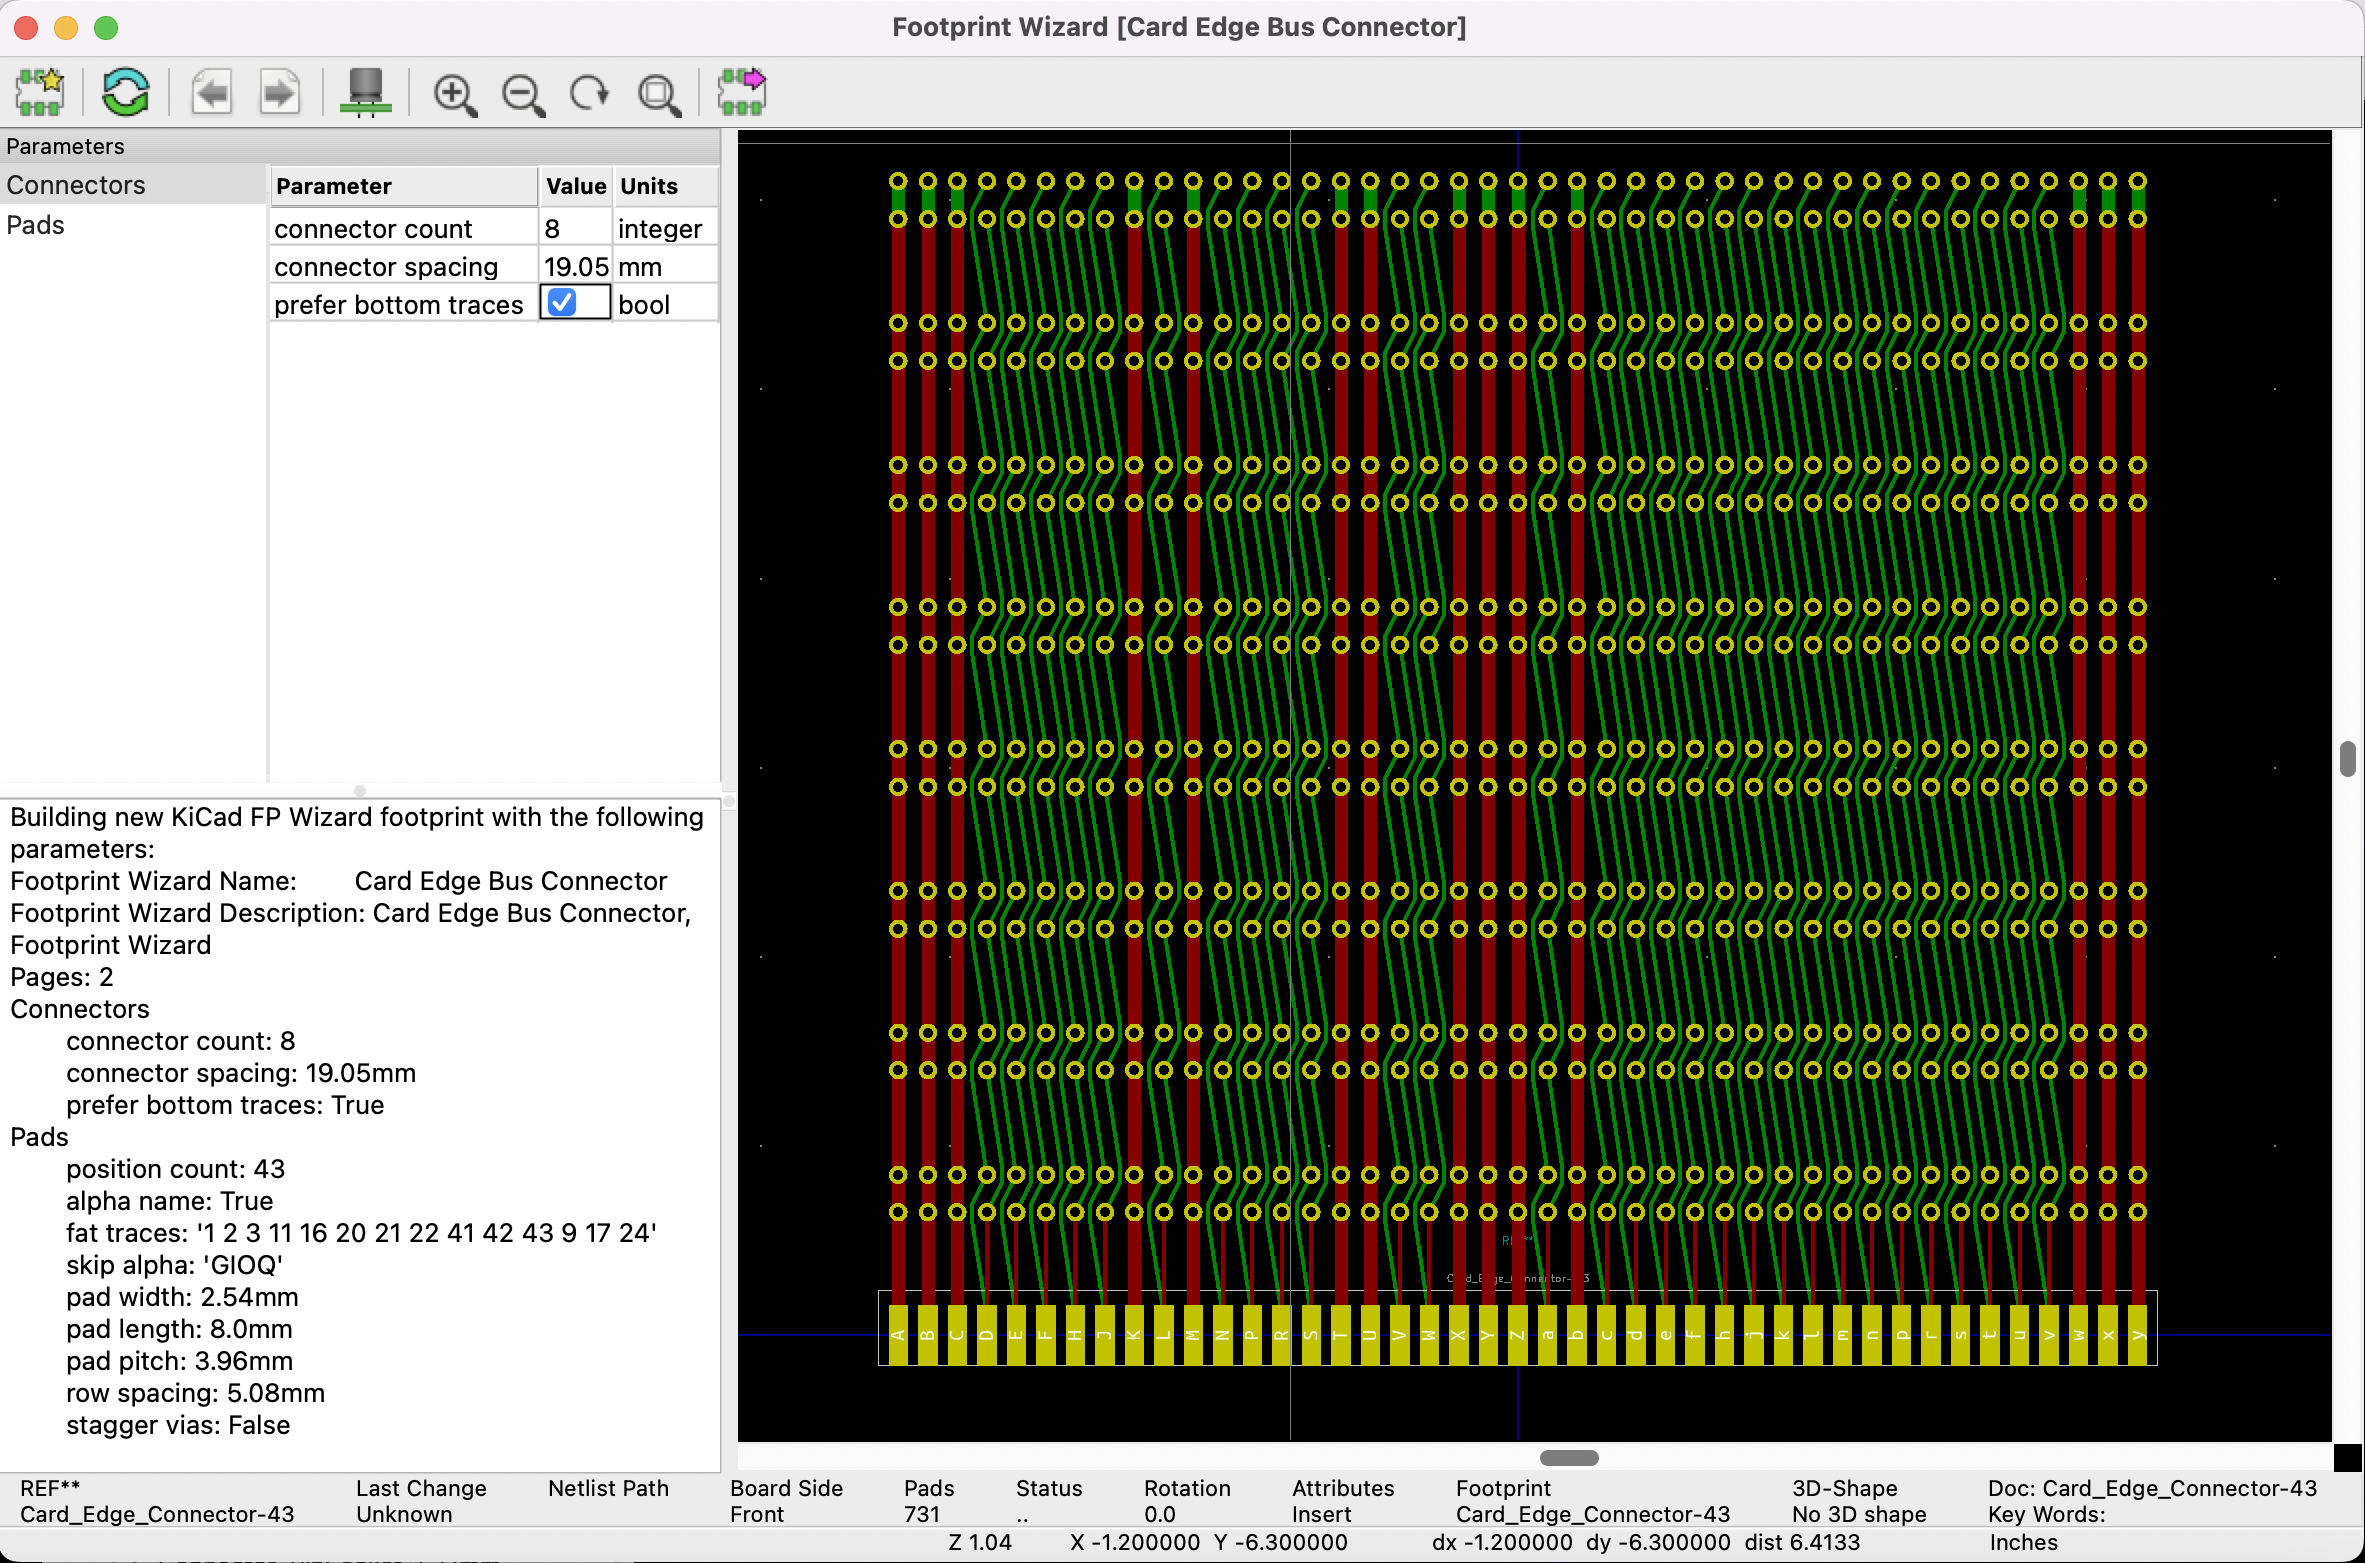 Footprint Wizard [Card Edge Bus Connector]
Parameters
Connectors
Pads
Parameter Value Units
connector count 8 integer
connector spacing 19.05 mm
prefer bottom traces bool
Building new KiCad FP Wizard footprint with the following
parameters:
Footprint Wizard Name: Card Edge Bus Connector
Footprint Wizard Description: Card Edge Bus Connector,
Footprint Wizard
Pages: 2
Connectors
connector count: 8
connector spacing: 19.05mm
prefer bottom traces: True
Pads
position count: 43
alpha name: True
fat traces: '1 2 3 11 16 20 21 22 41 42 43 9 17 24'
skip alpha: 'GIOQ'
pad width: 2.54mm
pad length: 8.0mm
pad pitch: 3.96mm
row spacing: 5.08mm
stagger vias: False
REF**
Card_Edge_Connector-43
A B C D E F H J K L M N P R S T U V W X Y Z a b c d e f h j k l m n p r s t u v w x y
REF** Last Change Netlist Path Board Side Pads Status Rotation Attributes Footprint 3D-Shape Doc: Card_Edge_Connector-43
Card_Edge_Connector-43 Unknown Front 731 .. 0.0 Insert Card_Edge_Connector-43 No 3D shape Key Words:
Z 1.04 X -1.200000 Y -6.300000 dx -1.200000 dy -6.300000 dist 6.4133 Inches